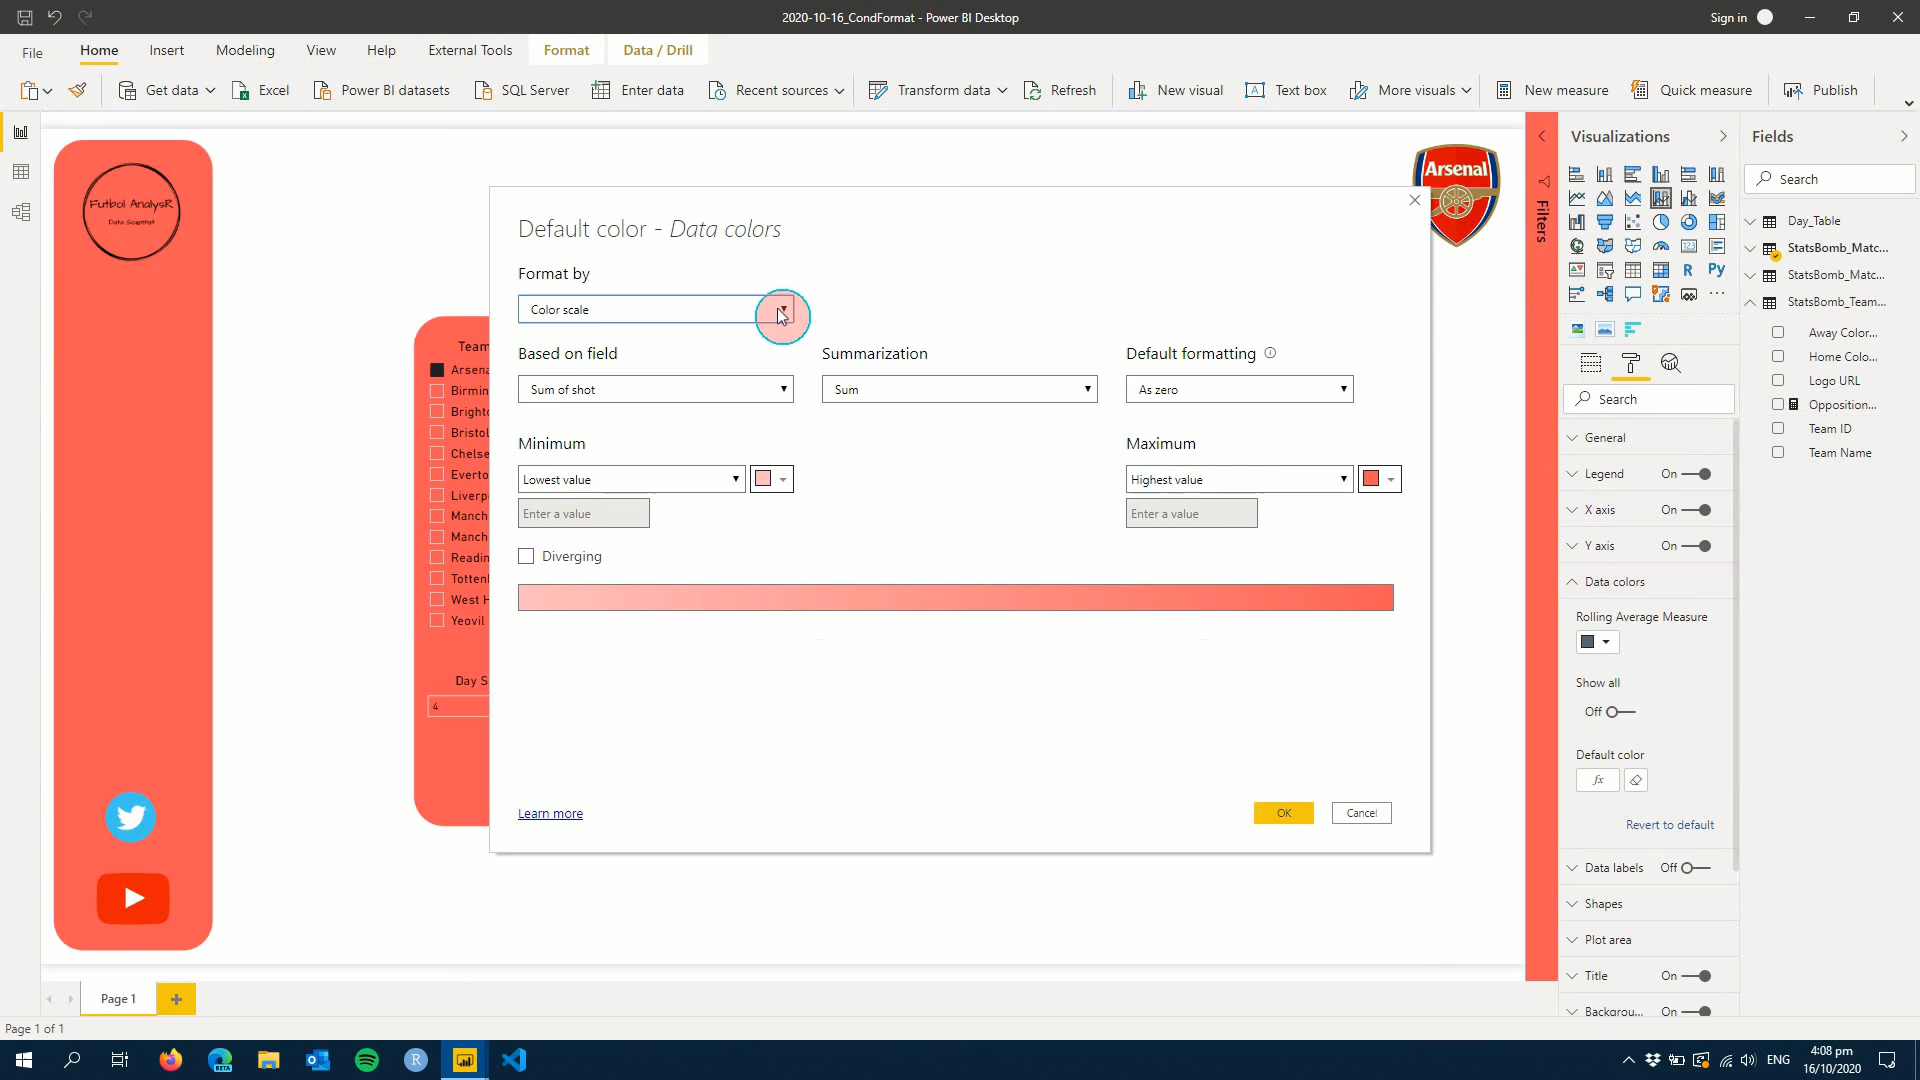 2020-10-16_CondFormat - Power BI Desktop
Sign in
File
Home
Insert
Modeling
View
Help
External Tools
Format
Data / Drill
Get data
Excel
Power BI datasets
SQL Server
Enter data
Recent sources
Transform data
Refresh
New visual
Text box
More visuals
New measure
Quick measure
Publish
Futbol AnalysR
Data Scientist
Arsenal
Filters
Team
Arsena
Birmin
Bright
Bristol
Chelse
Everto
Liverp
Manch
Manch
Readin
Totten
West H
Yeovil
Day S
4
Default color - Data colors
Format by
Color scale
Based on field
Summarization
Default formatting
Sum of shot
Sum
As zero
Minimum
Maximum
Lowest value
Highest value
Enter a value
Enter a value
Diverging
Learn more
OK
Cancel
Visualizations
R
Py
123
Search
General
Legend On
X axis On
Y axis On
Data colors
Rolling Average Measure
Show all
Off
Default color
fx
Revert to default
Data labels Off
Shapes
Plot area
Title On
Backgrou... On
Fields
Search
Day_Table
StatsBomb_Matc...
StatsBomb_Matc...
StatsBomb_Team...
Away Color...
Home Colo...
Logo URL
Opposition...
Team ID
Team Name
Page 1
Page 1 of 1
BETA
R
ENG
4:08 pm
16/10/2020